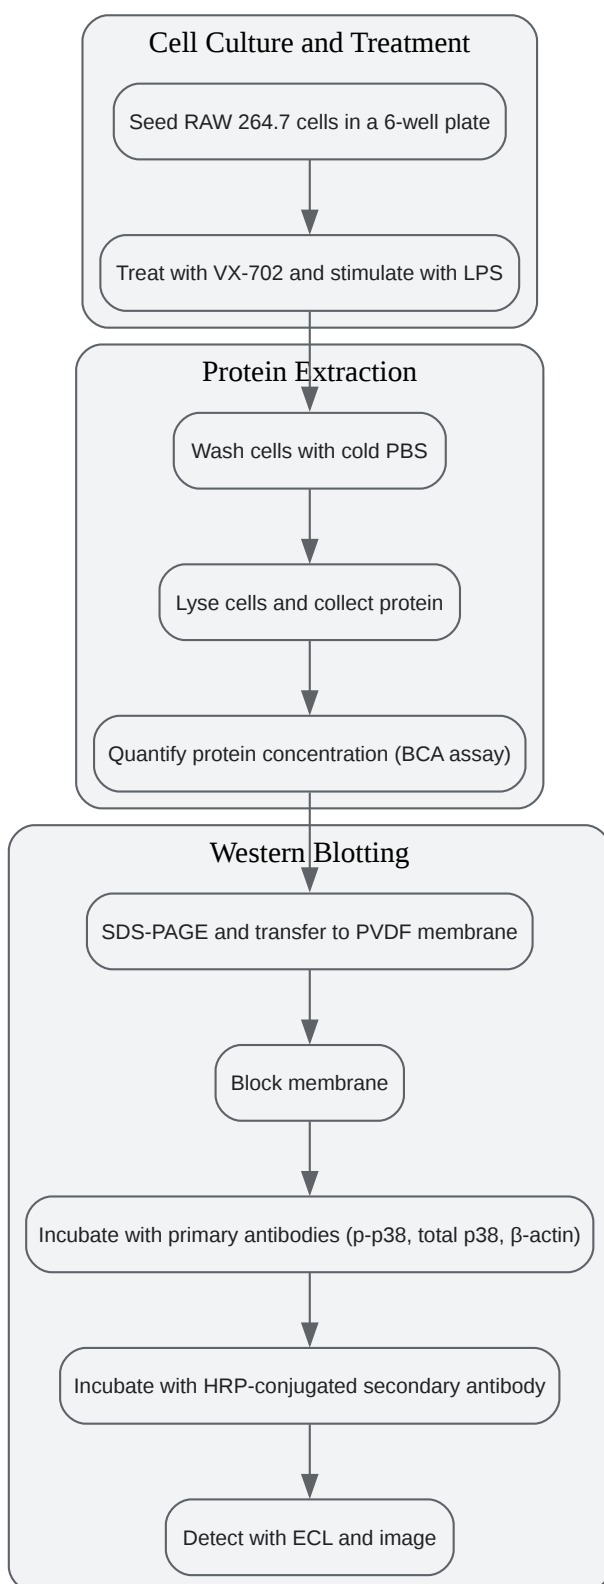 Cell Culture and Treatment
Seed RAW 264.7 cells in a 6-well plate
Treat with VX-702 and stimulate with LPS
Protein Extraction
Wash cells with cold PBS
Lyse cells and collect protein
Quantify protein concentration (BCA assay)
Western Blotting
SDS-PAGE and transfer to PVDF membrane
Block membrane
Incubate with primary antibodies (p-p38, total p38, β-actin)
Incubate with HRP-conjugated secondary antibody
Detect with ECL and image